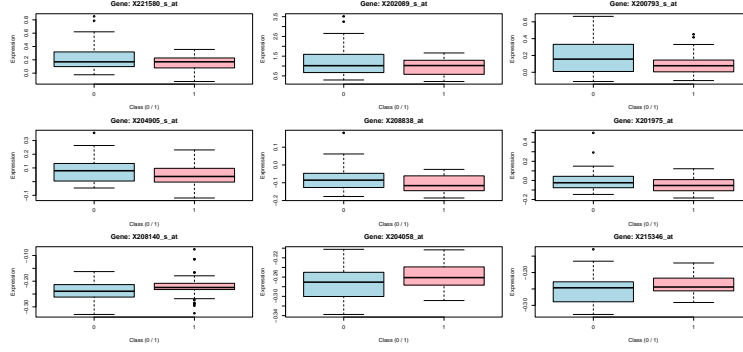 Gene: X221580_s_at
Expression
0.0 0.2 0.4 0.6 0.8
0 1
Class (0 / 1)
Gene: X202089_s_at
Expression
0.5 1.5 2.5 3.5
0 1
Class (0 / 1)
Gene: X200793_s_at
Expression
0.0 0.2 0.4 0.6
0 1
Class (0 / 1)
Gene: X204905_s_at
Expression
−0.1 0.1 0.3
0 1
Class (0 / 1)
Gene: X208838_at
Expression
−0.2 −0.1 0.0 0.1
0 1
Class (0 / 1)
Gene: X201975_at
Expression
−0.2 0.0 0.2 0.4
0 1
Class (0 / 1)
Gene: X208140_s_at
Expression
−0.30 −0.20 −0.10
0 1
Class (0 / 1)
Gene: X204058_at
Expression
−0.34 −0.30 −0.26 −0.22
0 1
Class (0 / 1)
Gene: X215346_at
Expression
−0.30 −0.20
0 1
Class (0 / 1)